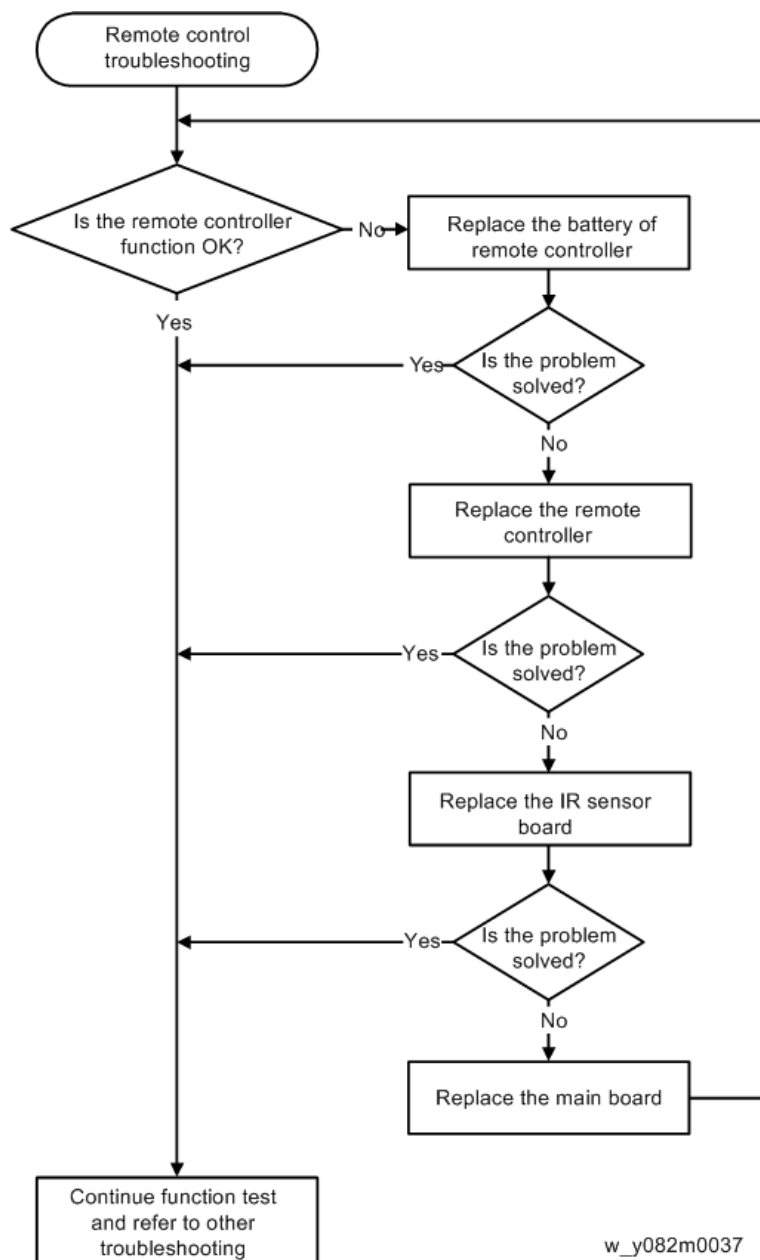 Remote control
troubleshooting
Is the remote controller
function OK?
No
Replace the battery of
remote controller
Yes
Yes
Is the problem
solved?
No
Replace the remote
controller
Yes
Is the problem
solved?
No
Replace the IR sensor
board
Yes
Is the problem
solved?
No
Replace the main board
Continue function test
and refer to other
troubleshooting
w_y082m0037